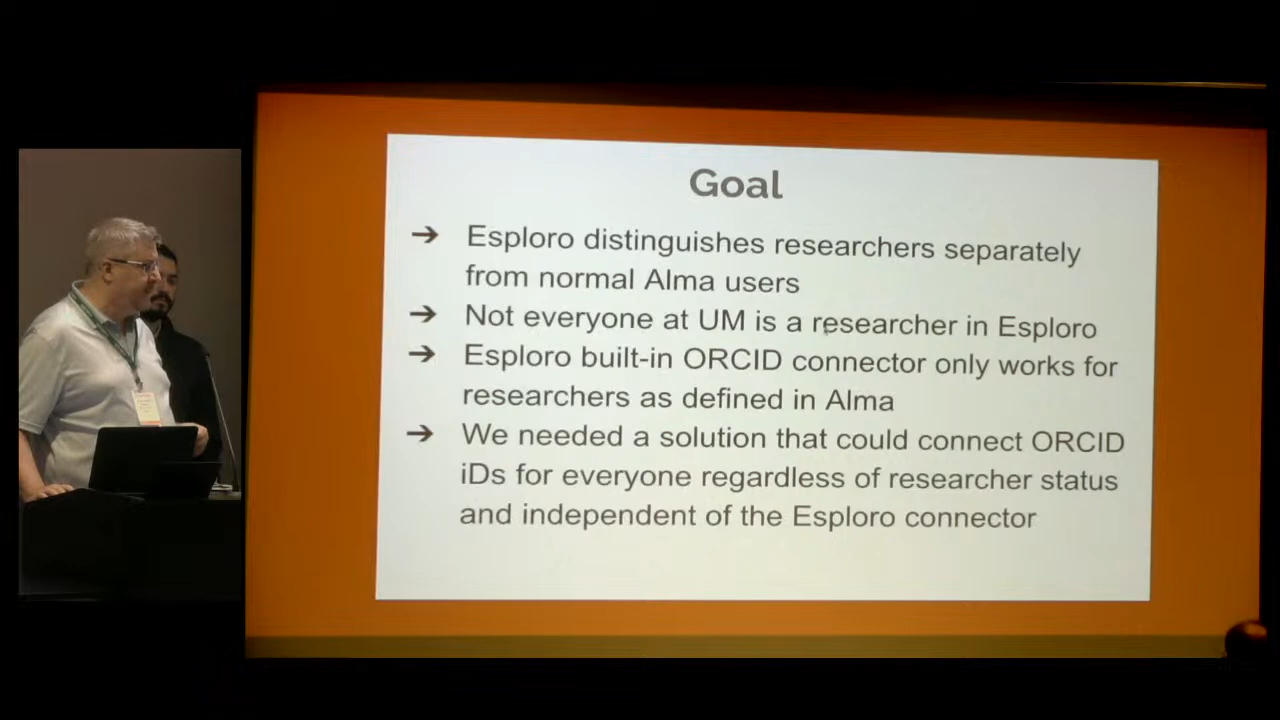 Goal
➔ Esploro distinguishes researchers separately
from normal Alma users
➔ Not everyone at UM is a researcher in Esploro
➔ Esploro built-in ORCID connector only works for
researchers as defined in Alma
➔ We needed a solution that could connect ORCID
iDs for everyone regardless of researcher status
and independent of the Esploro connector